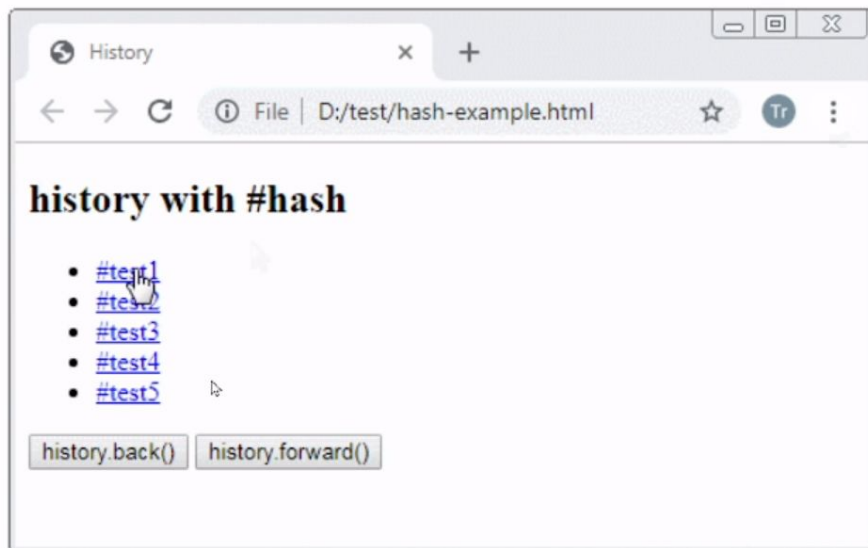 History
File | D:/test/hash-example.html
Tr
history with #hash
#test1
#test2
#test3
#test4
#test5
history.back() history.forward()